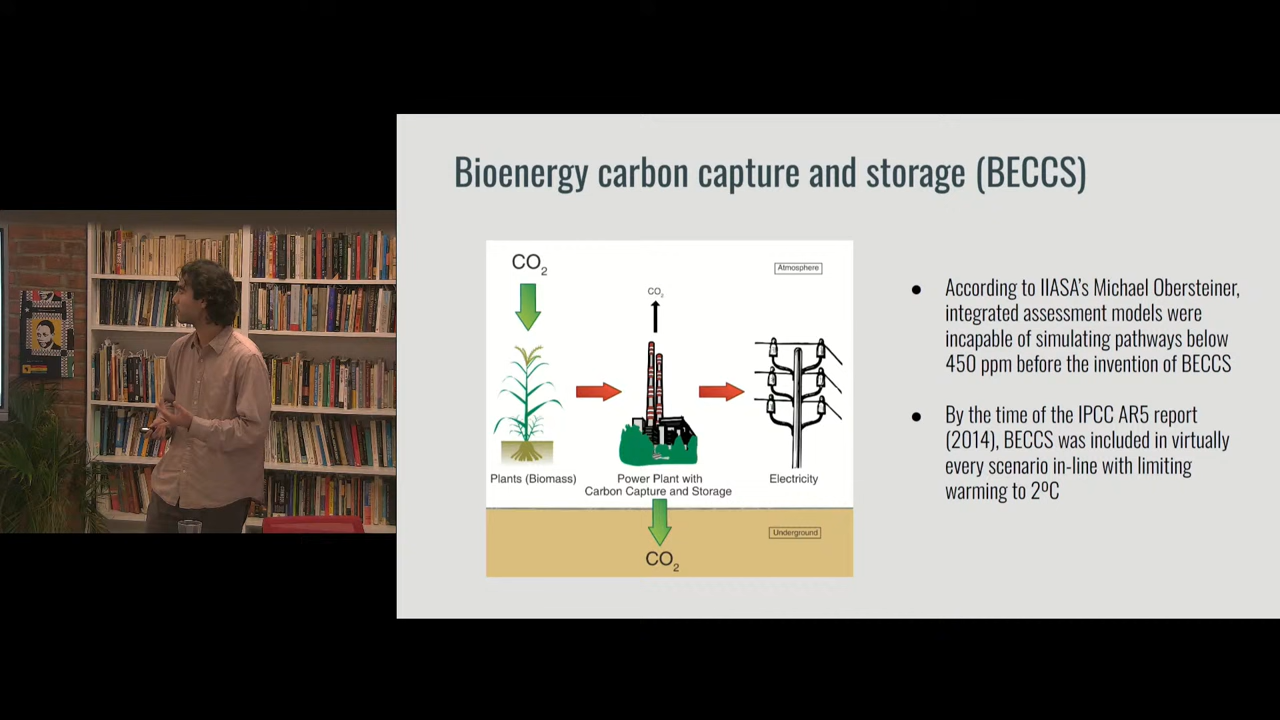 Bioenergy carbon capture and storage (BECCS)
CO2
Atmosphere
CO2
Plants (Biomass)
Power Plant with
Carbon Capture and Storage
Electricity
Underground
CO2
● According to IIASA’s Michael Obersteiner,
integrated assessment models were
incapable of simulating pathways below
450 ppm before the invention of BECCS
● By the time of the IPCC AR5 report
(2014), BECCS was included in virtually
every scenario in-line with limiting
warming to 2ºC